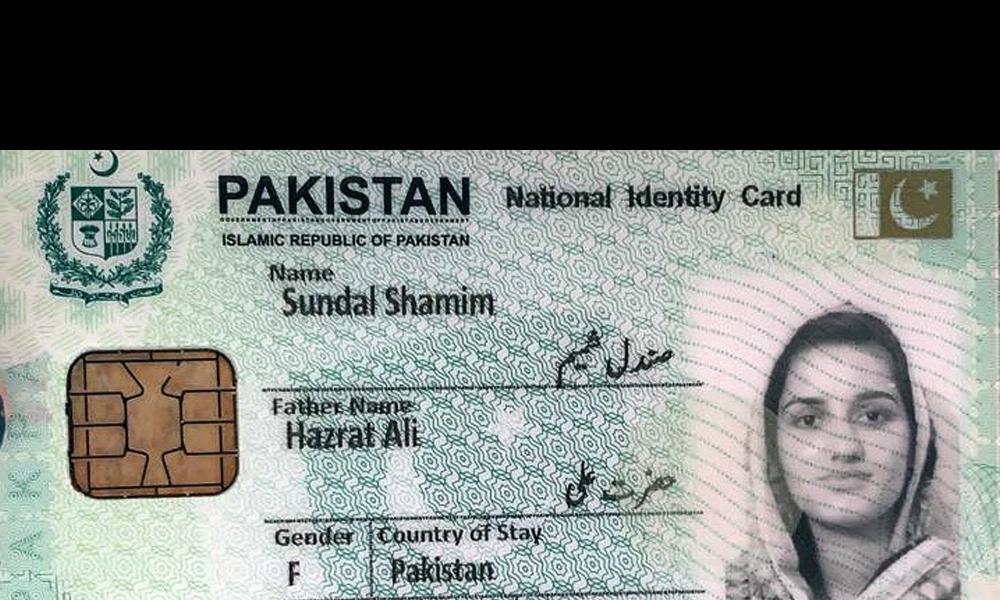 PAKISTAN National Identity Card
ISLAMIC REPUBLIC OF PAKISTAN
Name
Sundal Shamim
صندل شمیم
Father Name
Hazrat Ali
حضرت علی
Gender Country of Stay
F Pakistan